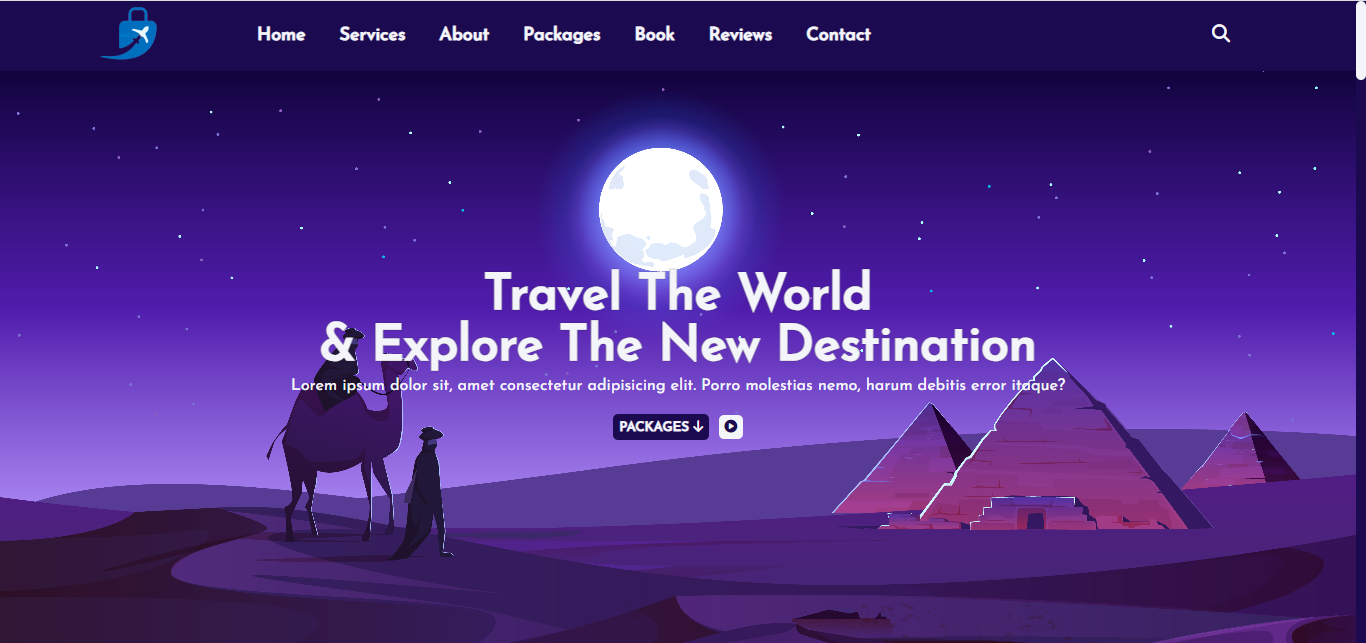 Home Services About Packages Book Reviews Contact
Travel The World
& Explore The New Destination
Lorem ipsum dolor sit, amet consectetur adipisicing elit. Porro molestias nemo, harum debitis error itaque?
PACKAGES ↓